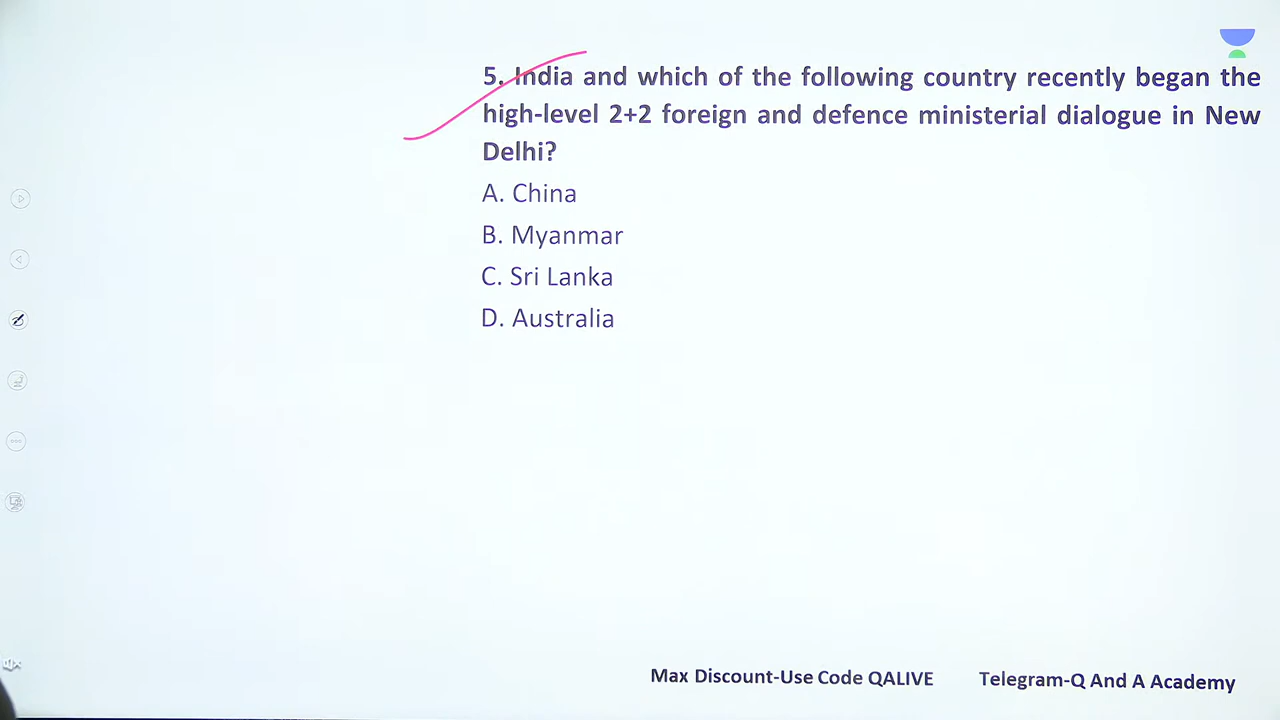 5. India and which of the following country recently began the
high-level 2+2 foreign and defence ministerial dialogue in New
Delhi?
A. China
B. Myanmar
C. Sri Lanka
D. Australia
Max Discount-Use Code QALIVE Telegram-Q And A Academy